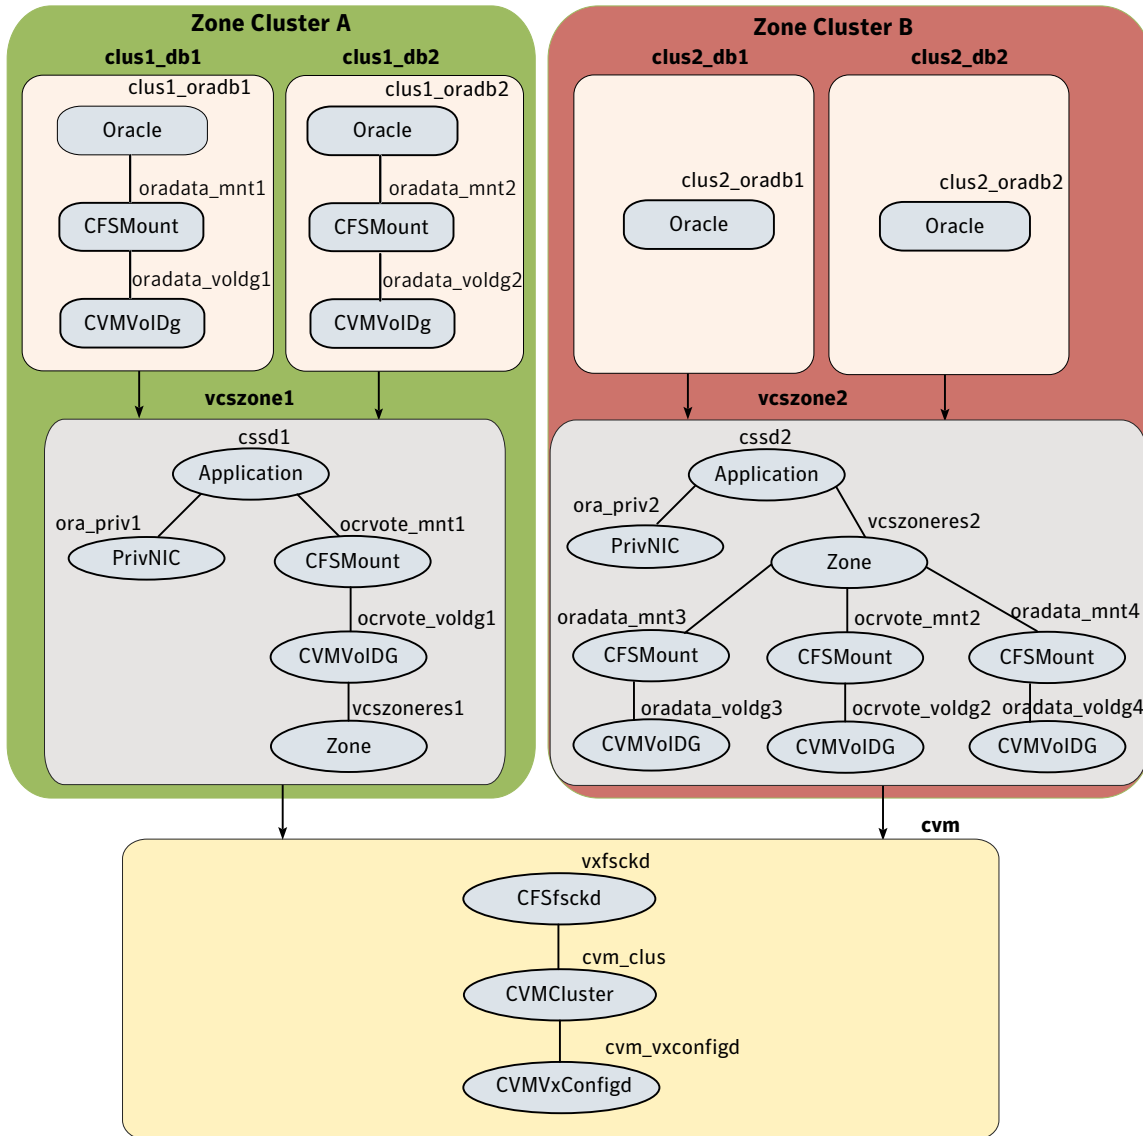 Zone Cluster A
clus1_db1
clus1_db2
clus1_oradb1
Oracle
oradata_mnt1
CFSMount
oradata_voldg1
CVMVolDg
clus1_oradb2
Oracle
oradata_mnt2
CFSMount
oradata_voldg2
CVMVolDg
vcszone1
cssd1
Application
ora_priv1
PrivNIC
ocrvote_mnt1
CFSMount
ocrvote_voldg1
CVMVolDG
vcszoneres1
Zone
Zone Cluster B
clus2_db1
clus2_db2
clus2_oradb1
Oracle
clus2_oradb2
Oracle
vcszone2
cssd2
Application
ora_priv2
PrivNIC
vcszoneres2
Zone
oradata_mnt3
CFSMount
oradata_voldg3
CVMVolDG
ocrvote_mnt2
CFSMount
ocrvote_voldg2
CVMVolDG
oradata_mnt4
CFSMount
oradata_voldg4
CVMVolDG
cvm
vxfsckd
CFSfsckd
cvm_clus
CVMCluster
cvm_vxconfigd
CVMVxConfigd